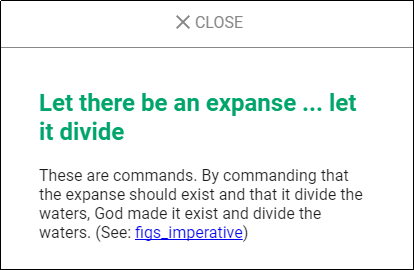 ✕ CLOSE
Let there be an expanse ... let
it divide
These are commands. By commanding that
the expanse should exist and that it divide the
waters, God made it exist and divide the
waters. (See: figs_imperative)